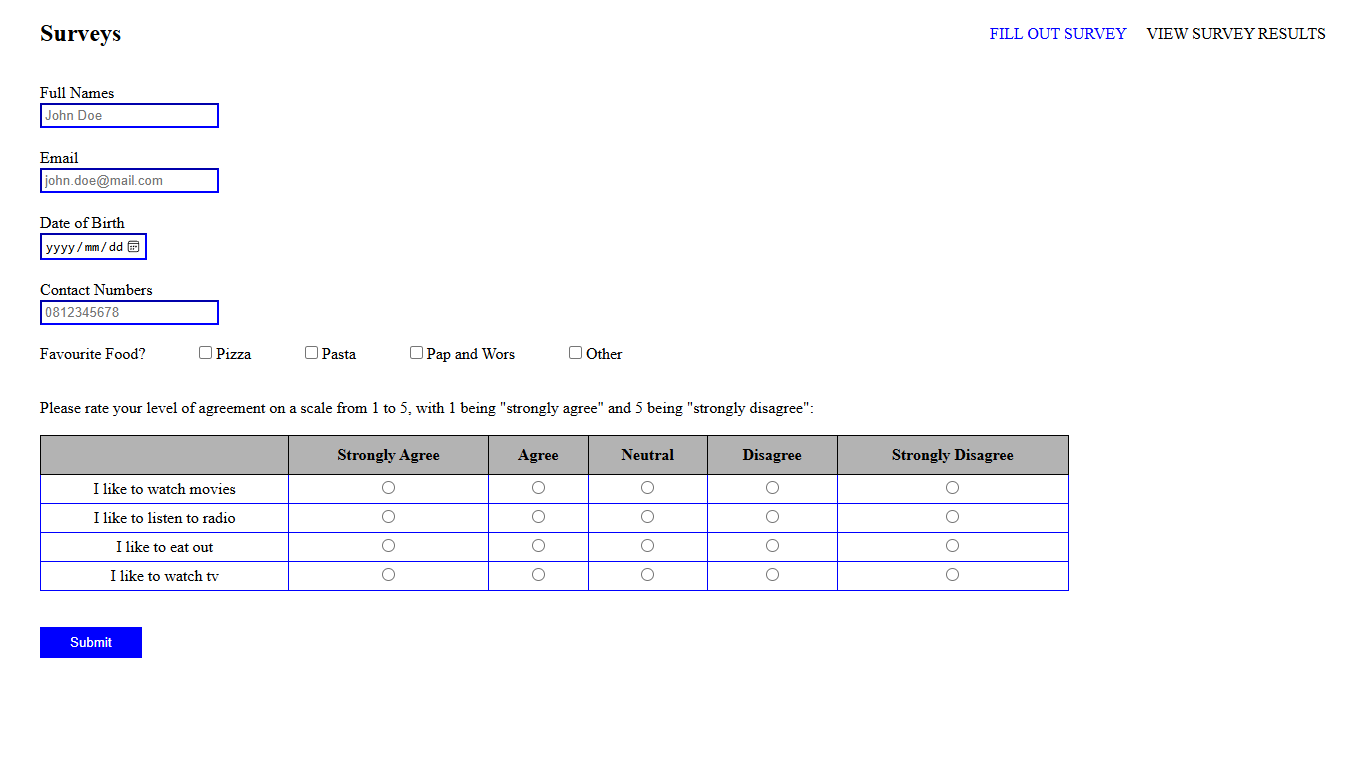 Surveys FILL OUT SURVEY VIEW SURVEY RESULTS
Full Names
John Doe
Email
john.doe@mail.com
Date of Birth
yyyy/mm/dd
Contact Numbers
0812345678
Favourite Food? Pizza Pasta Pap and Wors Other
Please rate your level of agreement on a scale from 1 to 5, with 1 being "strongly agree" and 5 being "strongly disagree":
Strongly Agree Agree Neutral Disagree Strongly Disagree
I like to watch movies
I like to listen to radio
I like to eat out
I like to watch tv
Submit